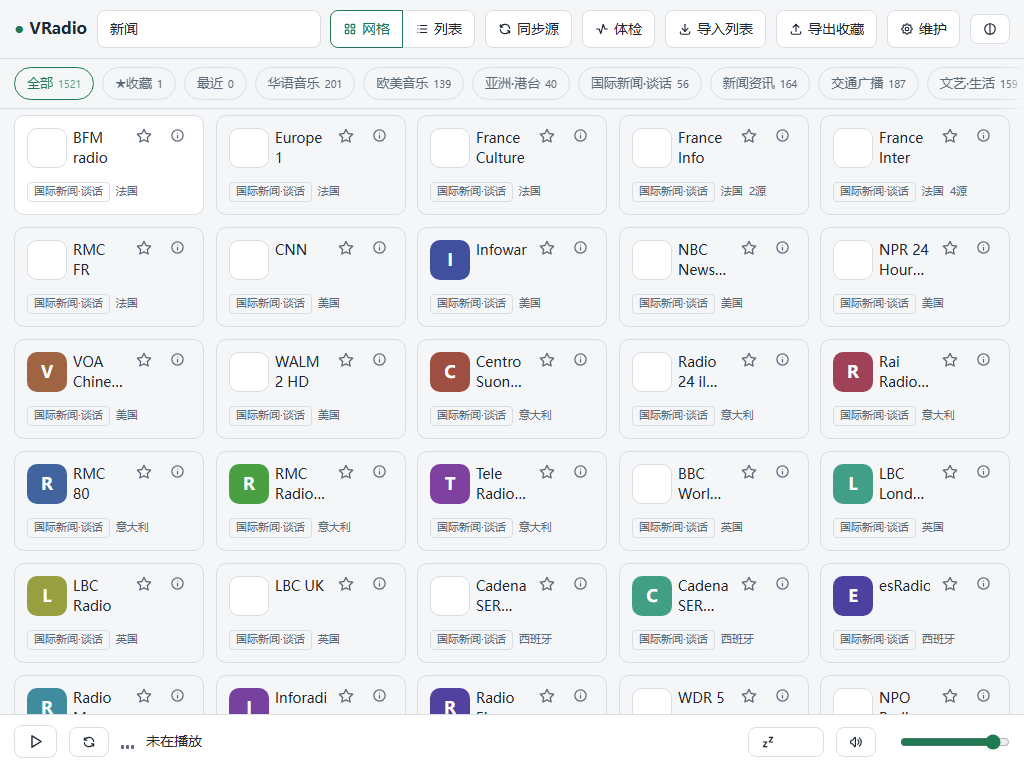 VRadio 新闻 网格 列表 同步源 体检 导入列表 导出收藏 维护
全部 1521 ★收藏 1 最近 0 华语音乐 201 欧美音乐 139 亚洲·港台 40 国际新闻·谈话 56 新闻资讯 164 交通广播 187 文艺·生活 159
BFM radio
国际新闻·谈话 法国
Europe 1
国际新闻·谈话 法国
France Culture
国际新闻·谈话 法国
France Info
国际新闻·谈话 法国 2源
France Inter
国际新闻·谈话 法国 4源
RMC FR
国际新闻·谈话 法国
CNN
国际新闻·谈话 美国
I Infowar
国际新闻·谈话 美国
NBC News...
国际新闻·谈话 美国
NPR 24 Hour...
国际新闻·谈话 美国
V VOA Chine...
国际新闻·谈话 美国
WALM 2 HD
国际新闻·谈话 美国
C Centro Suon...
国际新闻·谈话 意大利
Radio 24 il...
国际新闻·谈话 意大利
R Rai Radio...
国际新闻·谈话 意大利
R RMC 80
国际新闻·谈话 意大利
R RMC Radio...
国际新闻·谈话 意大利
T Tele Radio...
国际新闻·谈话 意大利
BBC Worl...
国际新闻·谈话 英国
L LBC Lond...
国际新闻·谈话 英国
L LBC Radio
国际新闻·谈话 英国
LBC UK
国际新闻·谈话 英国
Cadena SER...
国际新闻·谈话 西班牙
C Cadena SER...
国际新闻·谈话 西班牙
E esRadio
国际新闻·谈话 西班牙
R Radio
I Inforadi
R Radio
WDR 5
NPO
... 未在播放 zz